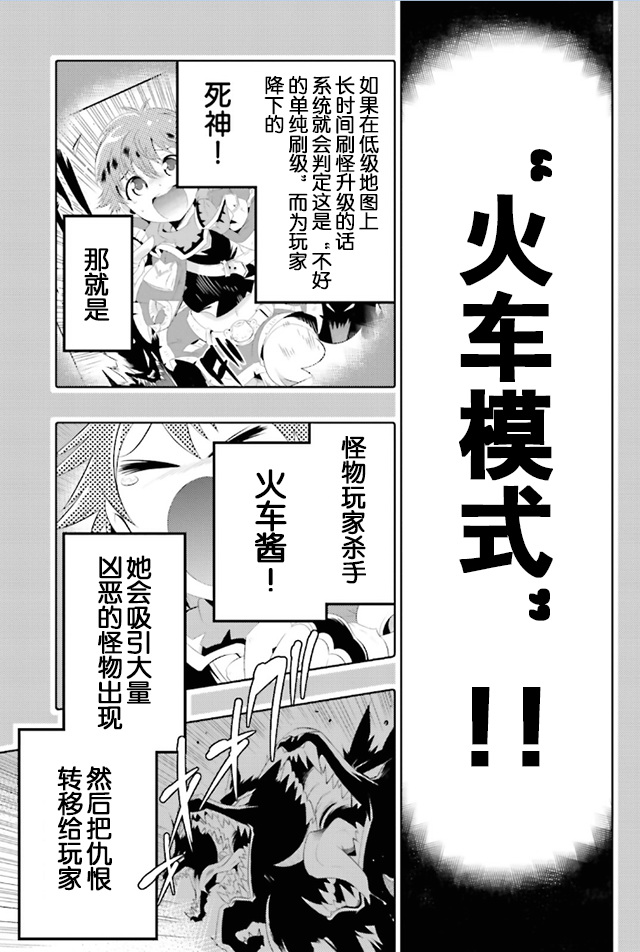 “火车模式”!!
如果在低级地图上
长时间刷怪升级的话
系统就会判定这是“不好
的单纯刷级”而为玩家
降下的
死神！
那就是
怪物玩家杀手
火车酱！
她会吸引大量
凶恶的怪物出现
然后把仇恨
转移给玩家
ガガガ